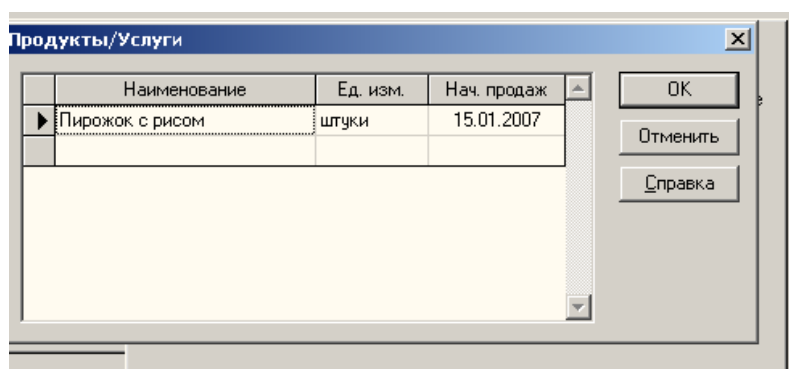 Продукты/Услуги
Наименование Ед. изм. Нач. продаж
Пирожок с рисом штуки 15.01.2007
OK
Отменить
Справка